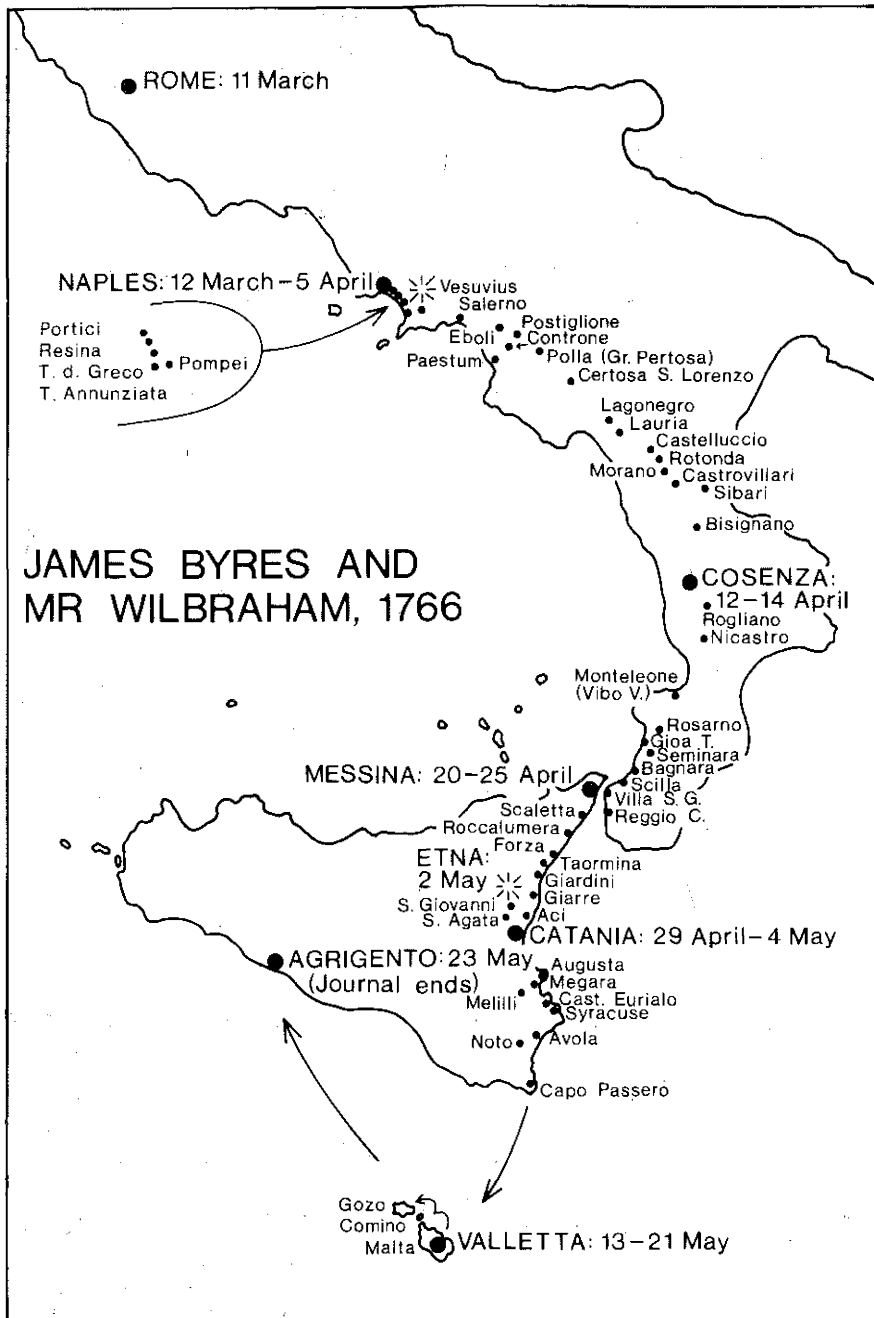 ROME: 11 March
NAPLES: 12 March–5 April
Vesuvius
Salerno
Postiglione
Eboli
Controne
Polla (Gr. Pertosa)
Paestum
Certosa S. Lorenzo
Portici
Resina
Pompei
T. d. Greco
T. Annunziata
Lagonegro
Lauria
Castelluccio
Rotonda
Morano
Castrovillari
Sibari
Bisignano
JAMES BYRES AND
MR WILBRAHAM, 1766
COSENZA:
12–14 April
Rogliano
Nicastro
Monteleone
(Vibo V.)
Rosarno
Gioa T.
Seminara
Bagnara
MESSINA: 20–25 April
Scilla
Villa S. G.
Reggio C.
Scaletta
Roccalumera
Forza
ETNA:
2 May
Taormina
Giardini
Giarre
S. Giovanni
S. Agata
Aci
CATANIA: 29 April–4 May
AGRIGENTO: 23 May
(Journal ends)
Augusta
Megara
Melilli
Cast. Eurialo
Syracuse
Noto
Avola
Capo Passero
Gozo
Comino
Malta
VALLETTA: 13–21 May